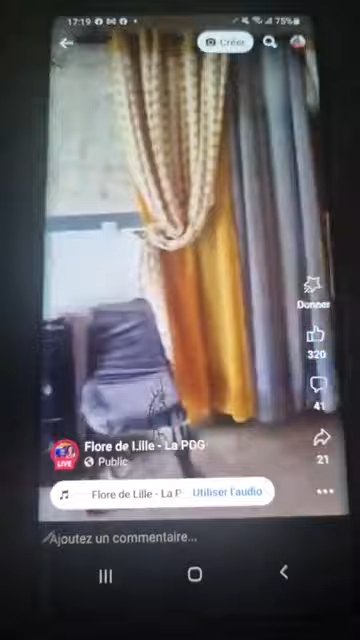 17:19
75%
Créer
Donner
320
41
Flore de Lille - La PDG
LIVE
Public
21
Flore de Lille - La P
Utiliser l'audio
Ajoutez un commentaire...